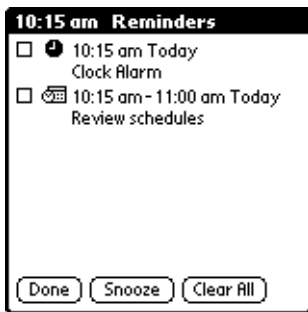 10:15 am Reminders
10:15 am Today
Clock Alarm
10:15 am - 11:00 am Today
Review schedules
Done Snooze Clear All